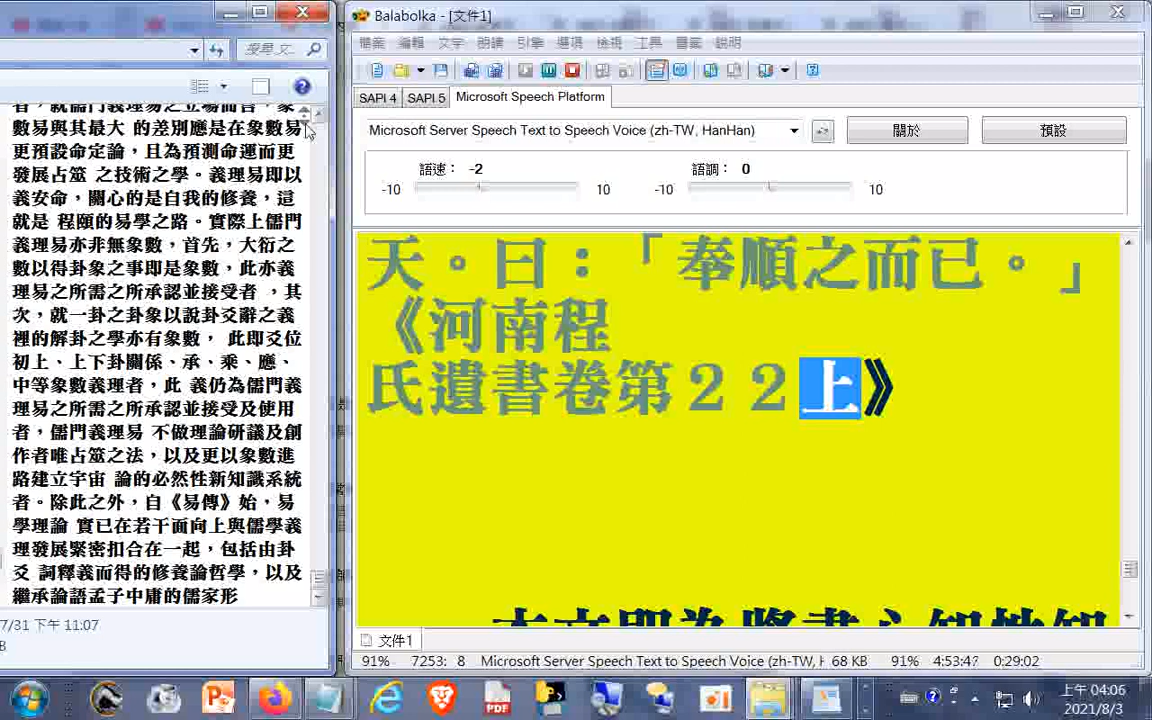 搜尋 文...
者，就儒門義理易之立場而言，象
數易與其最大 的差別應是在象數易
更預設命定論，且為預測命運而更
發展占筮 之技術之學。義理易即以
義安命，關心的是自我的修養，這
就是 程頤的易學之路。實際上儒門
義理易亦非無象數，首先，大衍之
數以得卦象之事即是象數，此亦義
理易之所需之所承認並接受者 ，其
次，就一卦之卦象以說卦爻辭之義
裡的解卦之學亦有象數， 此即爻位
初上、上下卦關係、承、乘、應、
中等象數義理者，此 義仍為儒門義
理易之所需之所承認並接受及使用
者，儒門義理易 不做理論研議及創
作者唯占筮之法，以及更以象數進
路建立宇宙 論的必然性新知識系統
者。除此之外，自《易傳》始，易
學理論 實已在若干面向上與儒學義
理發展緊密扣合在一起，包括由卦
爻 詞釋義而得的修養論哲學，以及
繼承論語孟子中庸的儒家形
7/31 下午 11:07
B
Balabolka - [文件1]
檔案 編輯 文字 朗讀 引擎 選項 檢視 工具 書籤 說明
SAPI 4 SAPI 5 Microsoft Speech Platform
Microsoft Server Speech Text to Speech Voice (zh-TW, HanHan) 關於 預設
語速： -2 語調： 0
-10 10 -10 10
天。曰：「奉順之而已。」
《河南程
氏遺書卷第２２上》
文件1
91% 7253: 8 Microsoft Server Speech Text to Speech Voice (zh-TW, H 68 KB 91% 4:53:4? 0:29:02
PDF
上午 04:06
2021/8/3